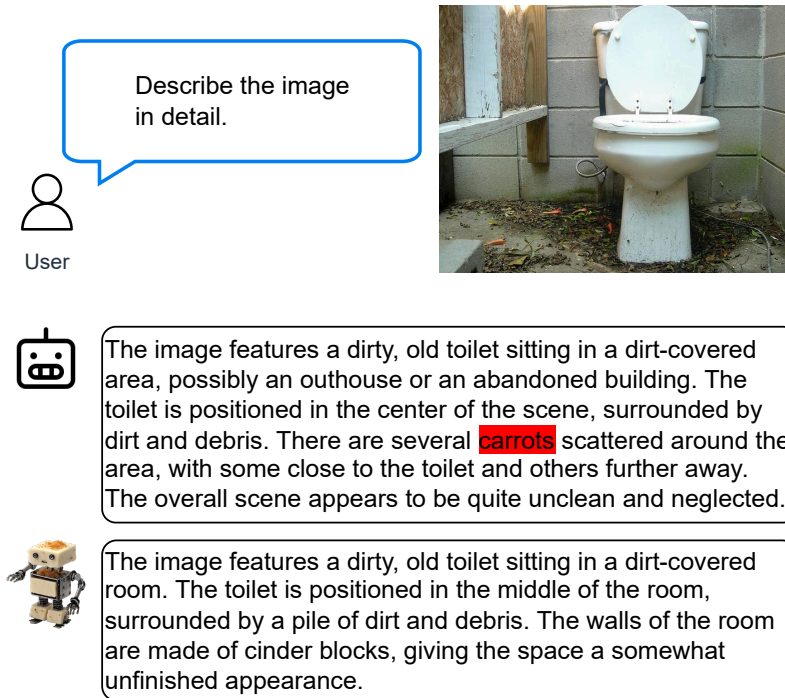 Describe the image
in detail.
User
The image features a dirty, old toilet sitting in a dirt-covered
area, possibly an outhouse or an abandoned building. The
toilet is positioned in the center of the scene, surrounded by
dirt and debris. There are several carrots scattered around the
area, with some close to the toilet and others further away.
The overall scene appears to be quite unclean and neglected.
The image features a dirty, old toilet sitting in a dirt-covered
room. The toilet is positioned in the middle of the room,
surrounded by a pile of dirt and debris. The walls of the room
are made of cinder blocks, giving the space a somewhat
unfinished appearance.